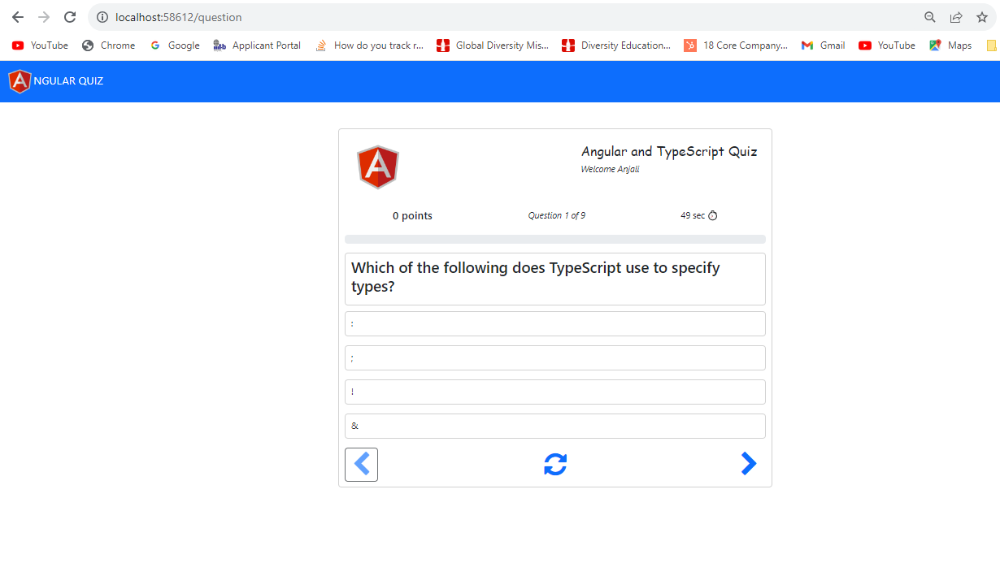 localhost:58612/question
YouTube Chrome Google Applicant Portal How do you track r... Global Diversity Mis... Diversity Education... 18 Core Company... Gmail YouTube Maps
NGULAR QUIZ
Angular and TypeScript Quiz
Welcome Anjali
0 points Question 1 of 9 49 sec
Which of the following does TypeScript use to specify
types?
:
;
!
&